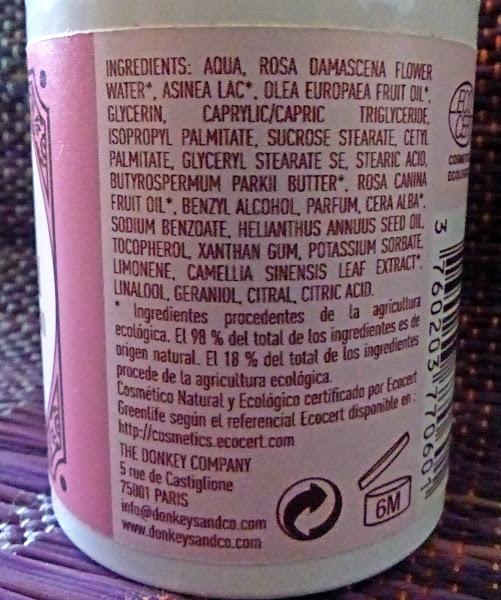 INGREDIENTS: AQUA, ROSA DAMASCENA FLOWER
WATER*, ASINEA LAC*, OLEA EUROPAEA FRUIT OIL*,
GLYCERIN, CAPRYLIC/CAPRIC TRIGLYCERIDE,
ISOPROPYL PALMITATE, SUCROSE STEARATE, CETYL
PALMITATE, GLYCERYL STEARATE SE, STEARIC ACID,
BUTYROSPERMUM PARKII BUTTER*, ROSA CANINA
FRUIT OIL*, BENZYL ALCOHOL, PARFUM, CERA ALBA*,
SODIUM BENZOATE, HELIANTHUS ANNUUS SEED OIL,
TOCOPHEROL, XANTHAN GUM, POTASSIUM SORBATE,
LIMONENE, CAMELLIA SINENSIS LEAF EXTRACT*,
LINALOOL, GERANIOL, CITRAL, CITRIC ACID.
* Ingredientes procedentes de la agricultura
ecológica. El 98 % del total de los ingredientes es de
origen natural. El 18 % del total de los ingredientes
procede de la agricultura ecológica.
Cosmético Natural y Ecológico certificado por Ecocert
Greenlife según el referencial Ecocert disponible en :
http://cosmetics.ecocert.com
THE DONKEY COMPANY
5 rue de Castiglione
75001 PARIS
info@donkeysandco.com
www.donkeysandco.com
6M
3 760203 770601